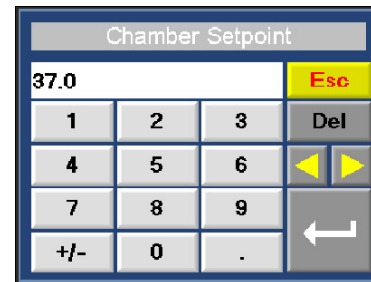 Chamber Setpoint
37.0 Esc
1 2 3 Del
4 5 6
7 8 9
+/- 0 .